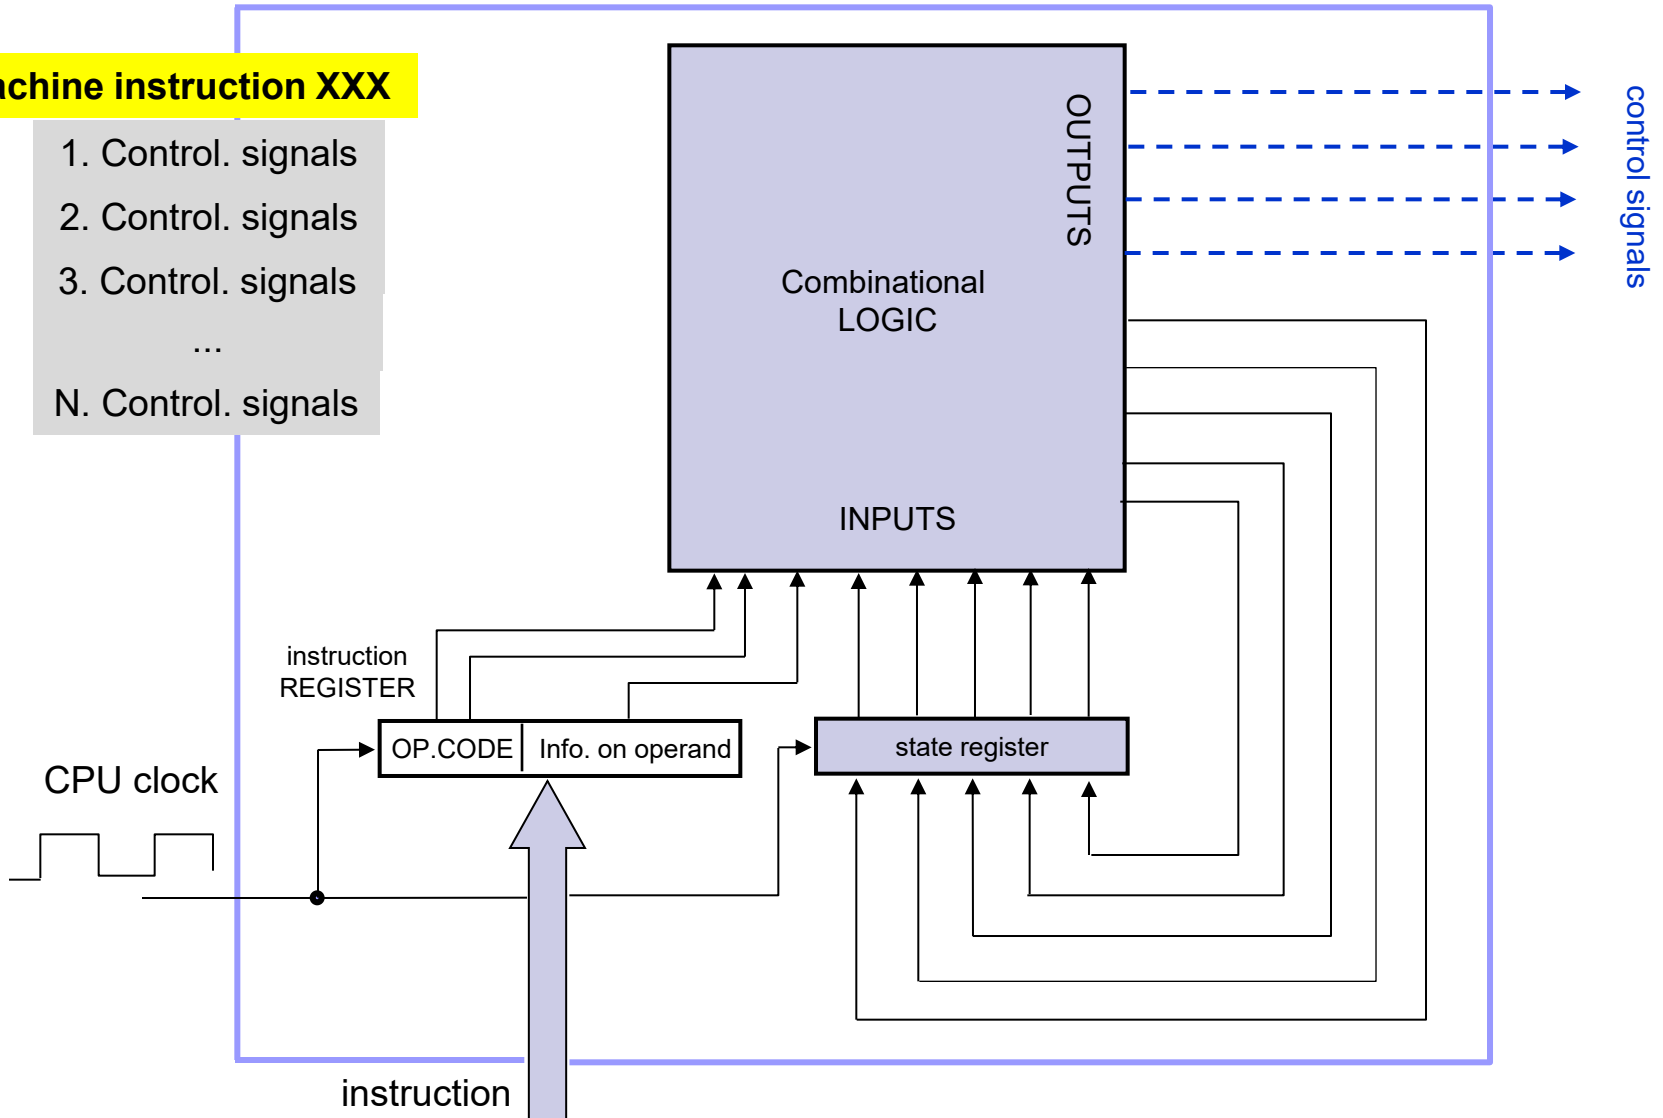 achine instruction XXX
1. Control. signals
2. Control. signals
3. Control. signals
...
N. Control. signals
OUTPUTS
control signals
Combinational
LOGIC
INPUTS
instruction
REGISTER
OP.CODE
Info. on operand
state register
CPU clock
instruction